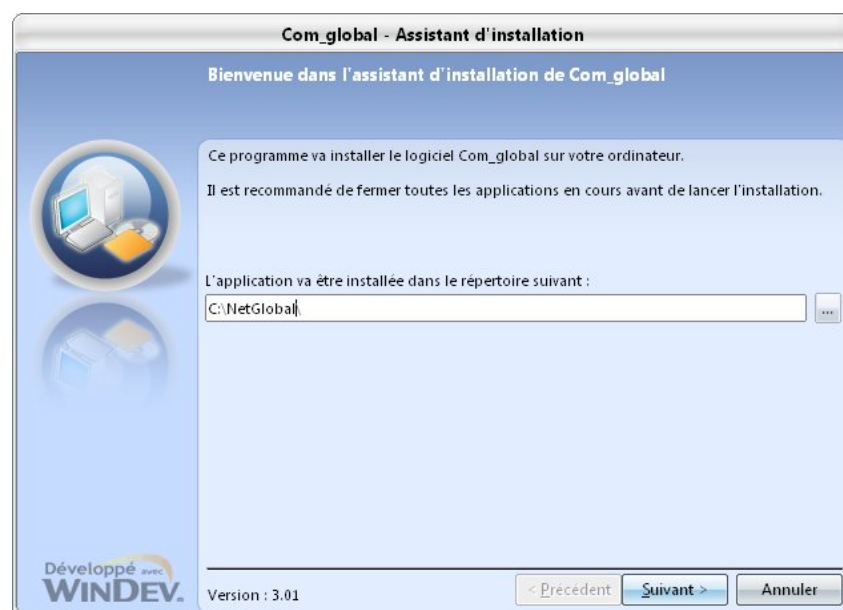 Com_global - Assistant d'installation
Bienvenue dans l'assistant d'installation de Com_global
Ce programme va installer le logiciel Com_global sur votre ordinateur.
Il est recommandé de fermer toutes les applications en cours avant de lancer l'installation.
L'application va être installée dans le répertoire suivant :
C:\NetGlobal\
...
Développé avec
WINDEV.
Version : 3.01
< Précédent
Suivant >
Annuler